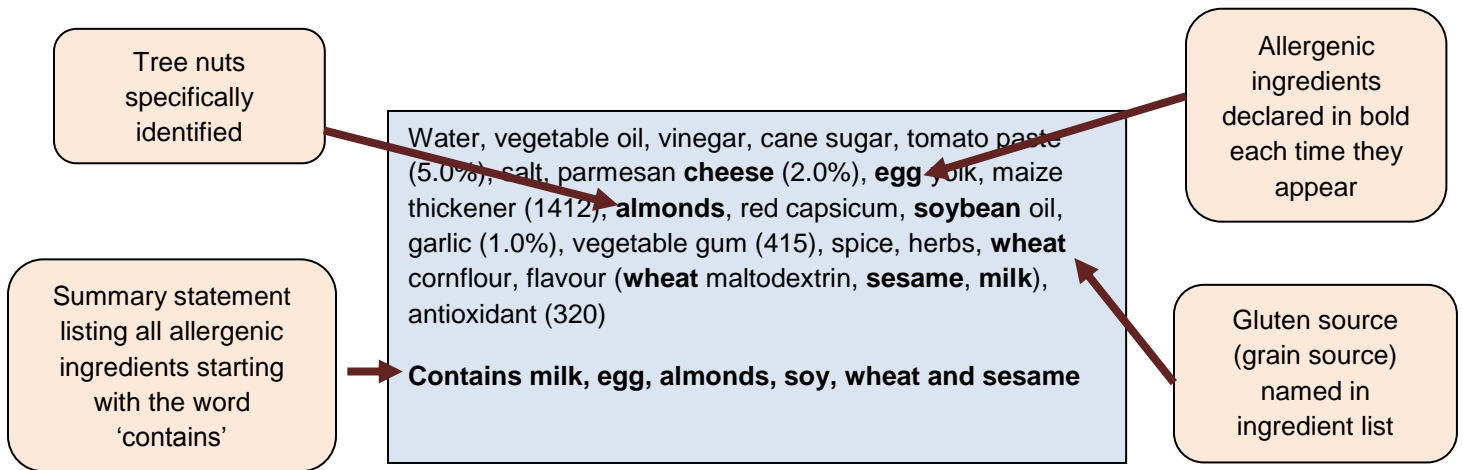 Tree nuts
specifically
identified
Allergenic
ingredients
declared in bold
each time they
appear
Water, vegetable oil, vinegar, cane sugar, tomato paste
(5.0%), salt, parmesan cheese (2.0%), egg yolk, maize
thickener (1412), almonds, red capsicum, soybean oil,
garlic (1.0%), vegetable gum (415), spice, herbs, wheat
cornflour, flavour (wheat maltodextrin, sesame, milk),
antioxidant (320)
Contains milk, egg, almonds, soy, wheat and sesame
Summary statement
listing all allergenic
ingredients starting
with the word
‘contains’
Gluten source
(grain source)
named in
ingredient list